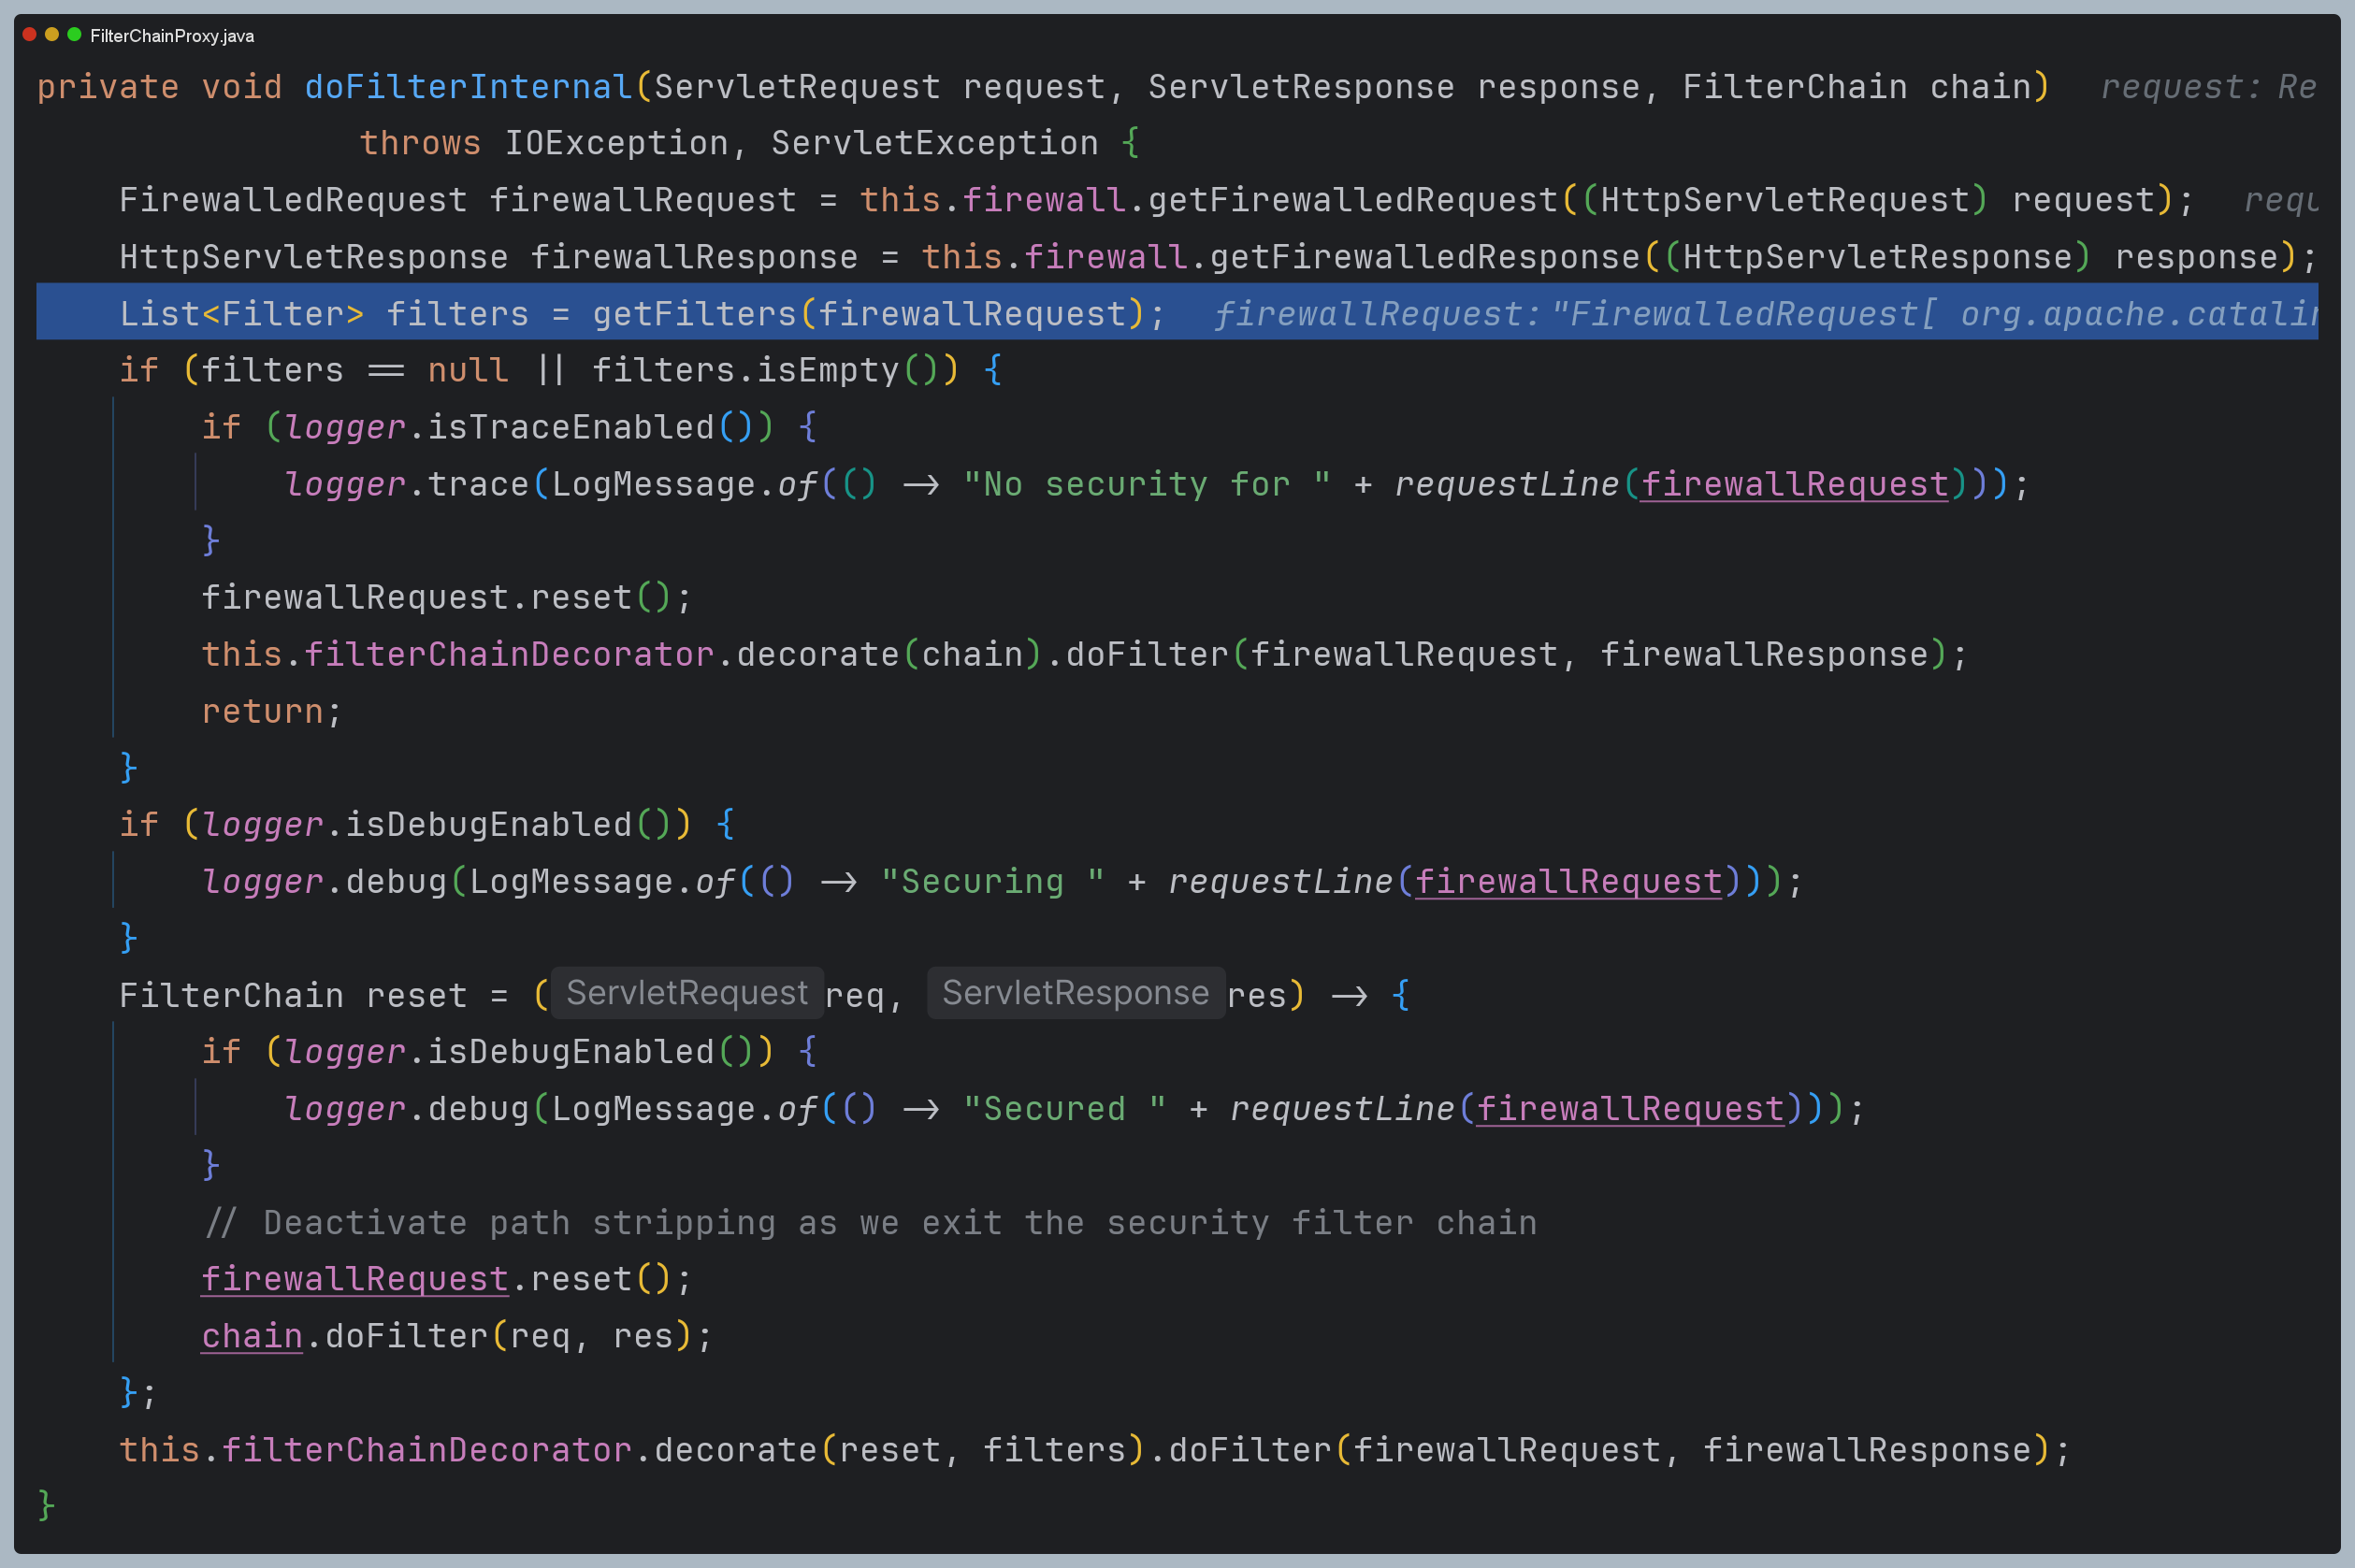 FilterChainProxy.java
private void doFilterInternal(ServletRequest request, ServletResponse response, FilterChain chain) request: Re
throws IOException, ServletException {
FirewalledRequest firewallRequest = this.firewall.getFirewalledRequest((HttpServletRequest) request); requ
HttpServletResponse firewallResponse = this.firewall.getFirewalledResponse((HttpServletResponse) response);
List<Filter> filters = getFilters(firewallRequest); firewallRequest: "FirewalledRequest[ org.apache.catalin
if (filters == null || filters.isEmpty()) {
if (logger.isTraceEnabled()) {
logger.trace(LogMessage.of(() -> "No security for " + requestLine(firewallRequest)));
}
firewallRequest.reset();
this.filterChainDecorator.decorate(chain).doFilter(firewallRequest, firewallResponse);
return;
}
if (logger.isDebugEnabled()) {
logger.debug(LogMessage.of(() -> "Securing " + requestLine(firewallRequest)));
}
FilterChain reset = (ServletRequest req, ServletResponse res) -> {
if (logger.isDebugEnabled()) {
logger.debug(LogMessage.of(() -> "Secured " + requestLine(firewallRequest)));
}
// Deactivate path stripping as we exit the security filter chain
firewallRequest.reset();
chain.doFilter(req, res);
};
this.filterChainDecorator.decorate(reset, filters).doFilter(firewallRequest, firewallResponse);
}